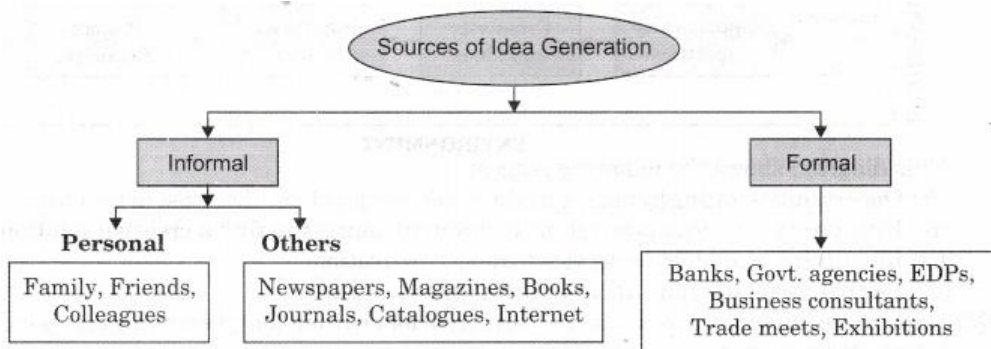 Sources of Idea Generation
ENVIRONMENT
Informal
Formal
Personal
Others
Family, Friends,
Colleagues
Newspapers, Magazines, Books,
Journals, Catalogues, Internet
Banks, Govt. agencies, EDPs,
Business consultants,
Trade meets, Exhibitions